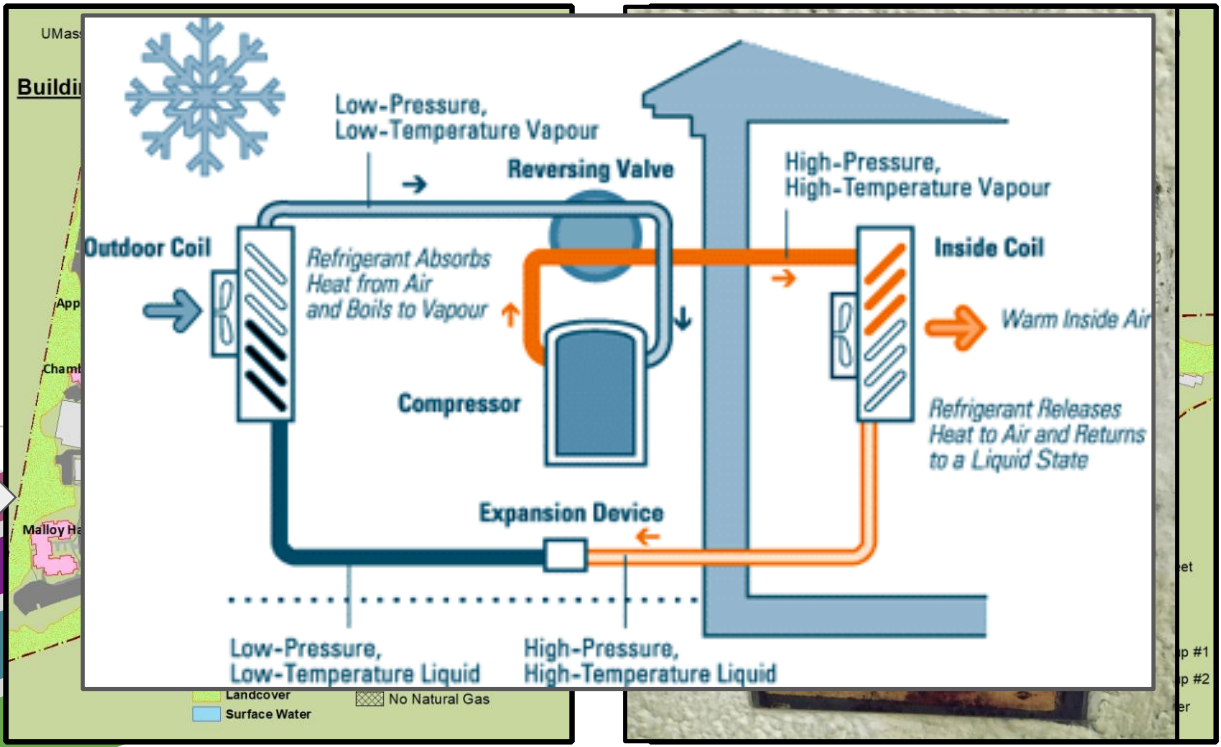 UMass
Buildin
Low-Pressure,
Low-Temperature Vapour
Reversing Valve
High-Pressure,
High-Temperature Vapour
Outdoor Coil
Refrigerant Absorbs
Heat from Air
and Boils to Vapour
Inside Coil
App
Warm Inside Air
Chamb
Compressor
Refrigerant Releases
Heat to Air and Returns
to a Liquid State
Expansion Device
Malloy Ha
eet
Low-Pressure,
Low-Temperature Liquid
High-Pressure,
High-Temperature Liquid
up #1
up #2
er
Landcover
No Natural Gas
Surface Water